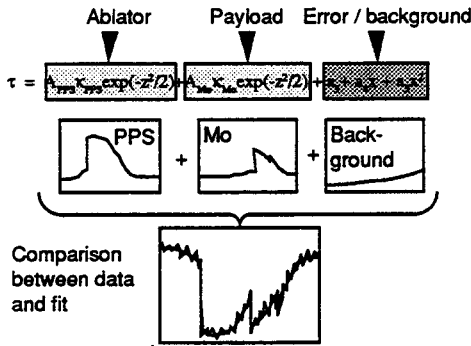 Ablator Payload Error / background
τ = A_PPS κ_PPS exp(-z²/2) + A_Mo κ_Mo exp(-z²/2) +
PPS + Mo + Back-
ground
Comparison
between data
and fit